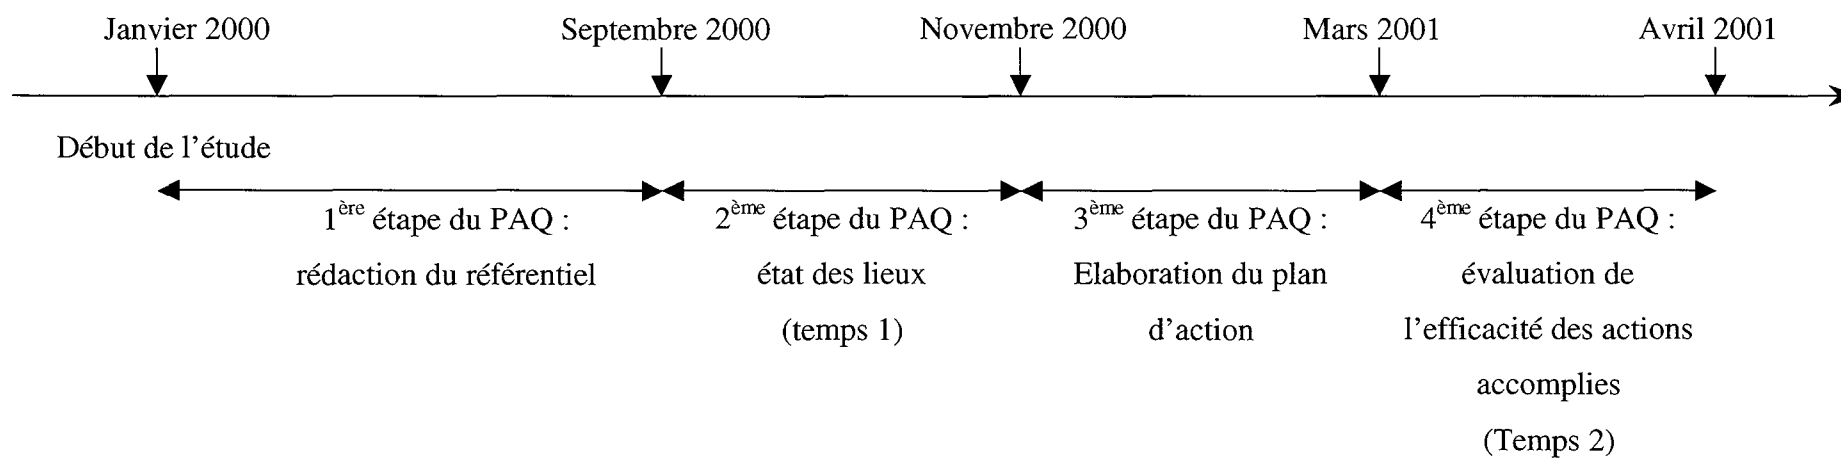 Janvier 2000 Septembre 2000 Novembre 2000 Mars 2001 Avril 2001
Début de l'étude
1ère étape du PAQ :
rédaction du référentiel
2ème étape du PAQ :
état des lieux
(temps 1)
3ème étape du PAQ :
Elaboration du plan
d'action
4ème étape du PAQ :
évaluation de
l'efficacité des actions
accomplies
(Temps 2)